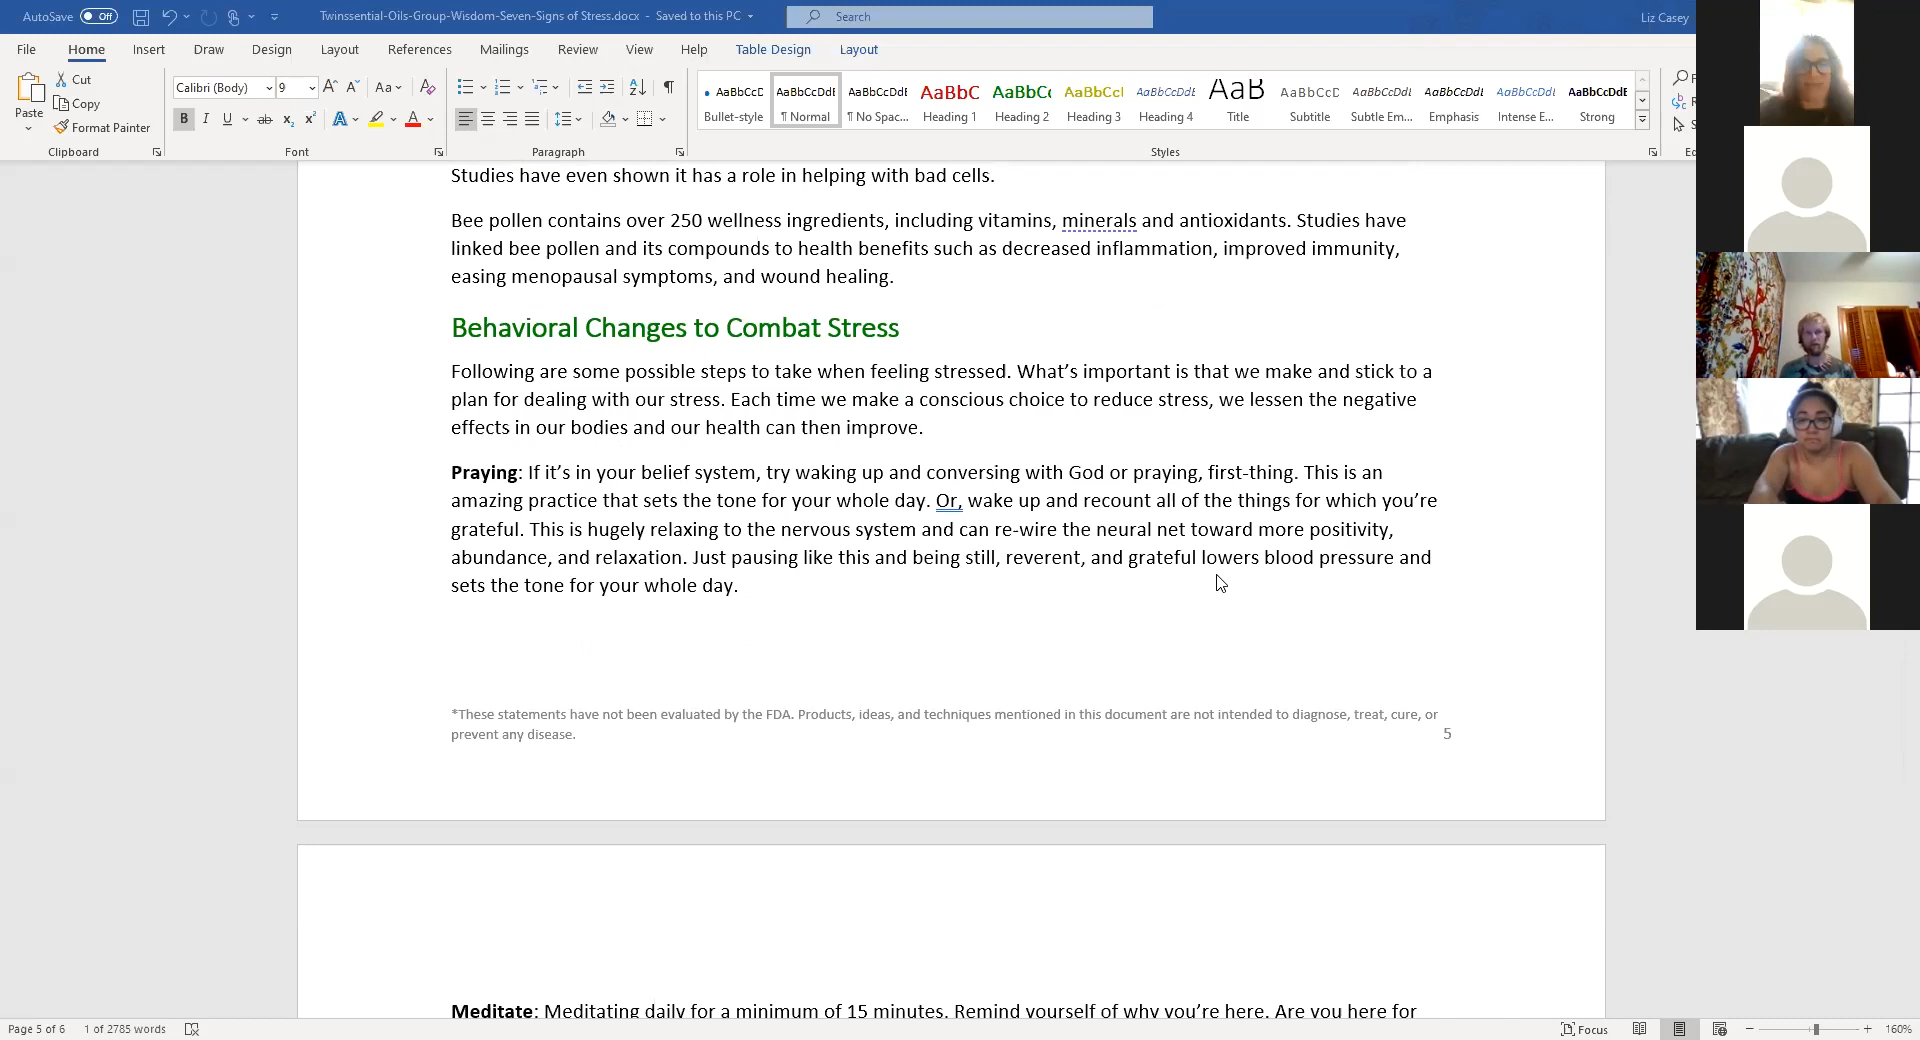 AutoSave Off Twinssential-Oils-Group-Wisdom-Seven-Signs of Stress.docx - Saved to this PC Search Liz Casey
File Home Insert Draw Design Layout References Mailings Review View Help Table Design Layout
Paste Cut Copy Format Painter
Calibri (Body) 9
AaBbCcC AaBbCcDdE AaBbCcDdE AaBbC AaBbCc AaBbCcI AaBbCcDdE AaB AaBbCcD AaBbCcDdE AaBbCcDdE AaBbCcDdE AaBbCcDdE
Bullet-style ¶ Normal ¶ No Spac... Heading 1 Heading 2 Heading 3 Heading 4 Title Subtitle Subtle Em... Emphasis Intense E... Strong
Clipboard Font Paragraph Styles
Studies have even shown it has a role in helping with bad cells.
Bee pollen contains over 250 wellness ingredients, including vitamins, minerals and antioxidants. Studies have
linked bee pollen and its compounds to health benefits such as decreased inflammation, improved immunity,
easing menopausal symptoms, and wound healing.
Behavioral Changes to Combat Stress
Following are some possible steps to take when feeling stressed. What's important is that we make and stick to a
plan for dealing with our stress. Each time we make a conscious choice to reduce stress, we lessen the negative
effects in our bodies and our health can then improve.
Praying: If it's in your belief system, try waking up and conversing with God or praying, first-thing. This is an
amazing practice that sets the tone for your whole day. Or, wake up and recount all of the things for which you're
grateful. This is hugely relaxing to the nervous system and can re-wire the neural net toward more positivity,
abundance, and relaxation. Just pausing like this and being still, reverent, and grateful lowers blood pressure and
sets the tone for your whole day.
*These statements have not been evaluated by the FDA. Products, ideas, and techniques mentioned in this document are not intended to diagnose, treat, cure, or
prevent any disease. 5
Meditate: Meditating daily for a minimum of 15 minutes. Remind yourself of why you're here. Are you here for
Page 5 of 6 1 of 2785 words Focus 160%